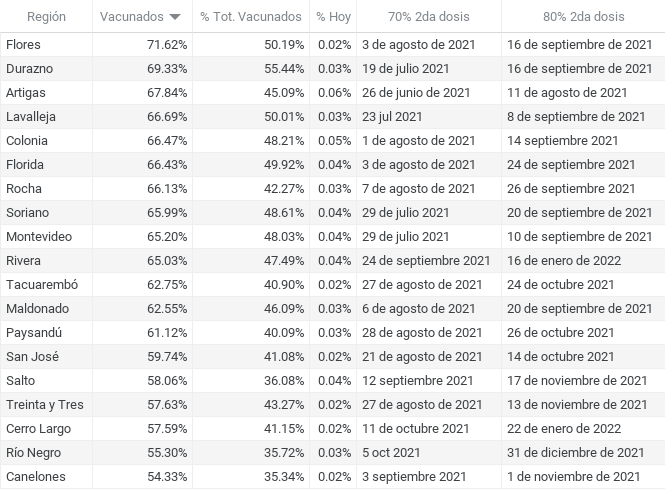 Región Vacunados % Tot. Vacunados % Hoy 70% 2da dosis 80% 2da dosis
Flores 71.62% 50.19% 0.02% 3 de agosto de 2021 16 de septiembre de 2021
Durazno 69.33% 55.44% 0.03% 19 de julio 2021 16 de septiembre de 2021
Artigas 67.84% 45.09% 0.06% 26 de junio de 2021 11 de agosto de 2021
Lavalleja 66.69% 50.01% 0.03% 23 jul 2021 8 de septiembre de 2021
Colonia 66.47% 48.21% 0.05% 1 de agosto de 2021 14 septiembre 2021
Florida 66.43% 49.92% 0.04% 3 de agosto de 2021 24 de septiembre 2021
Rocha 66.13% 42.27% 0.03% 7 de agosto de 2021 26 de septiembre 2021
Soriano 65.99% 48.61% 0.04% 29 de julio 2021 20 de septiembre de 2021
Montevideo 65.20% 48.03% 0.04% 29 de julio 2021 10 de septiembre de 2021
Rivera 65.03% 47.49% 0.04% 24 de septiembre 2021 16 de enero de 2022
Tacuarembó 62.75% 40.90% 0.02% 27 de agosto de 2021 24 de octubre 2021
Maldonado 62.55% 46.09% 0.03% 6 de agosto de 2021 20 de septiembre de 2021
Paysandú 61.12% 40.09% 0.03% 28 de agosto de 2021 26 de octubre 2021
San José 59.74% 41.08% 0.02% 21 de agosto de 2021 14 de octubre 2021
Salto 58.06% 36.08% 0.04% 12 septiembre 2021 17 de noviembre de 2021
Treinta y Tres 57.63% 43.27% 0.02% 27 de agosto de 2021 13 de noviembre de 2021
Cerro Largo 57.59% 41.15% 0.02% 11 de octubre de 2021 22 de enero de 2022
Río Negro 55.30% 35.72% 0.03% 5 oct 2021 31 de diciembre de 2021
Canelones 54.33% 35.34% 0.02% 3 septiembre 2021 1 de noviembre de 2021